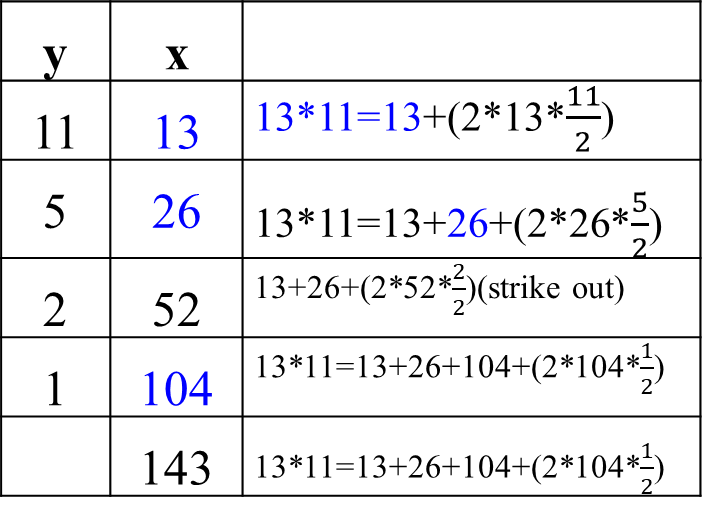 y x
11 13 13*11=13+(2*13*11/2)
5 26 13*11=13+26+(2*26*5/2)
2 52 13+26+(2*52*2/2)(strike out)
1 104 13*11=13+26+104+(2*104*1/2)
143 13*11=13+26+104+(2*104*1/2)